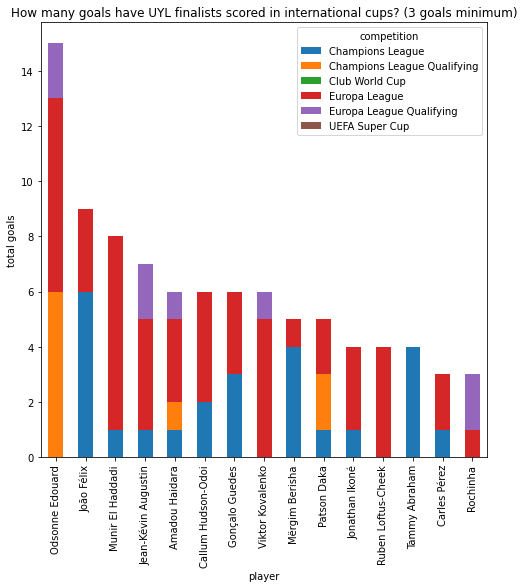 How many goals have UYL finalists scored in international cups? (3 goals minimum)
competition
Champions League
Champions League Qualifying
Club World Cup
Europa League
Europa League Qualifying
UEFA Super Cup
total goals
14
12
10
8
6
4
2
0
Odsonne Edouard
João Félix
Munir El Haddadi
Jean-Kévin Augustin
Amadou Haidara
Callum Hudson-Odoi
Gonçalo Guedes
Viktor Kovalenko
Mërgim Berisha
Patson Daka
Jonathan Ikoné
Ruben Loftus-Cheek
Tammy Abraham
Carles Pérez
Rochinha
player